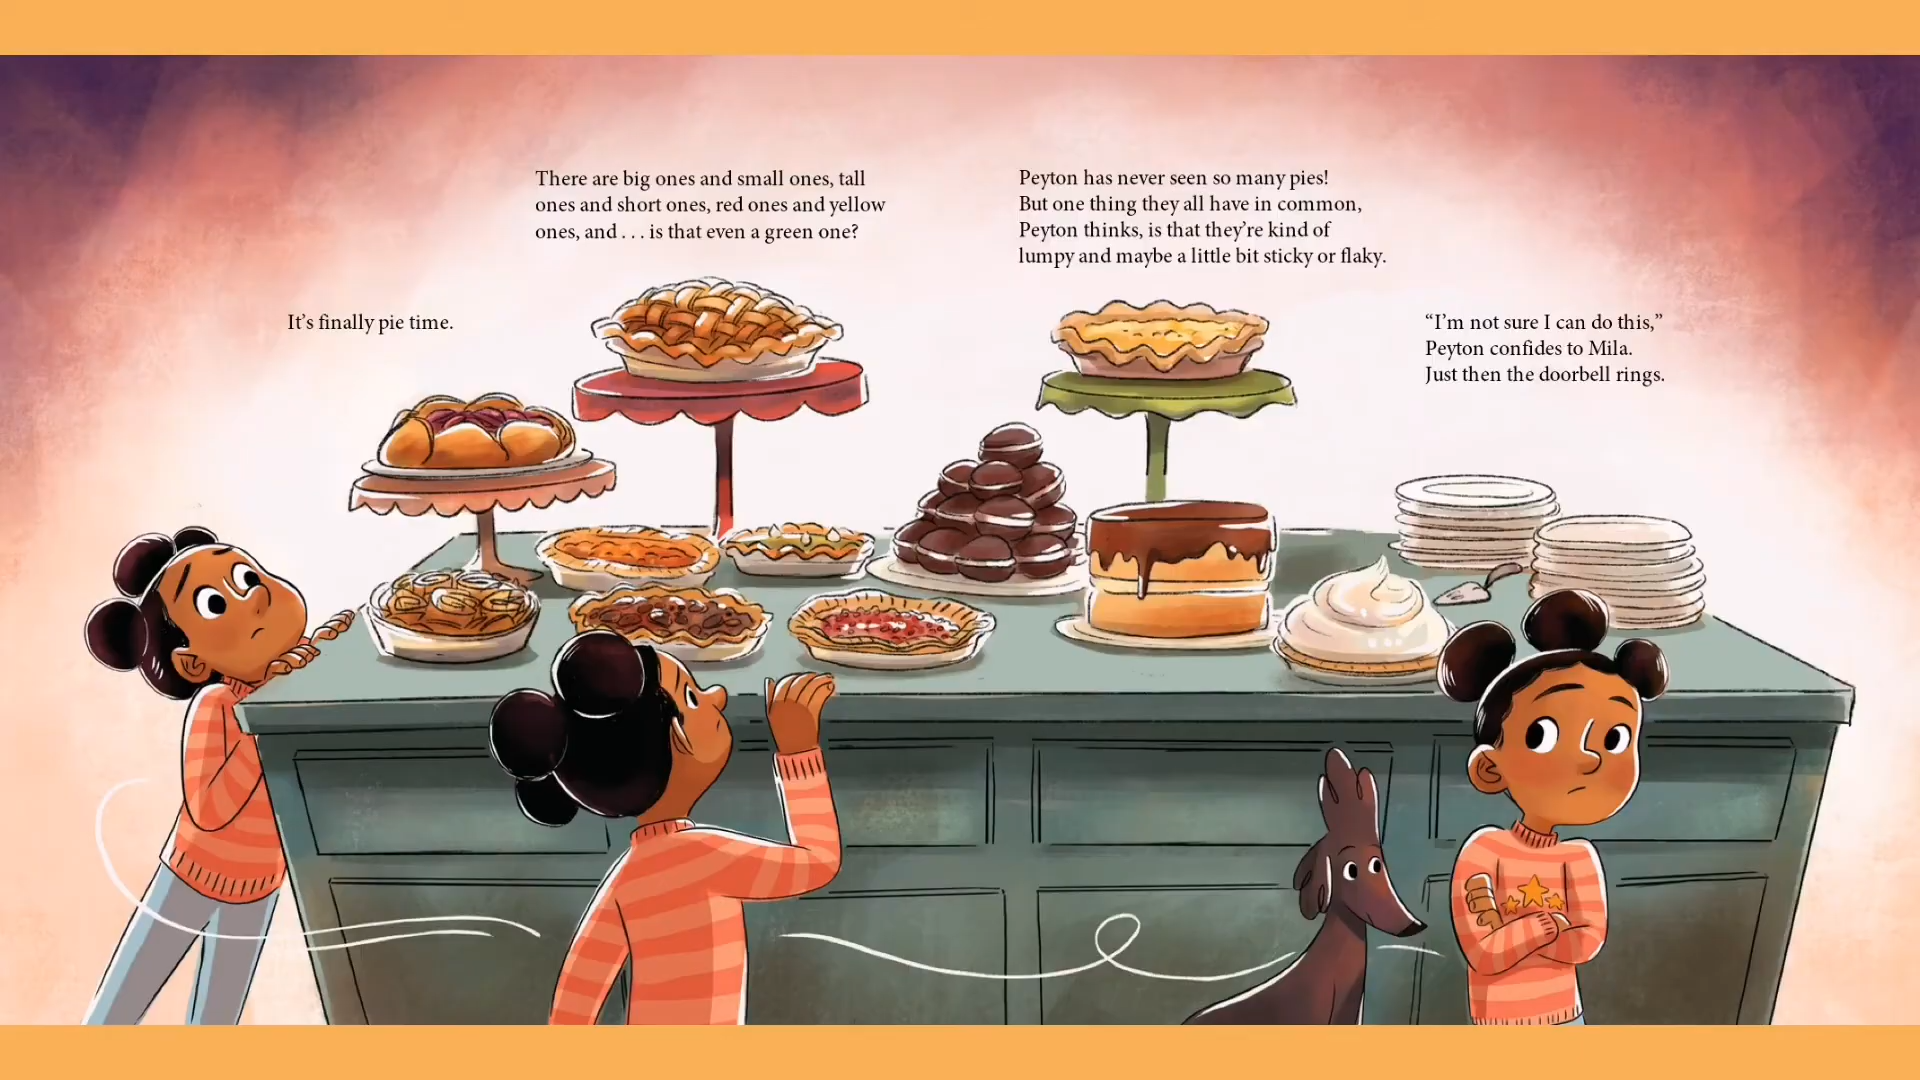 It’s finally pie time.
There are big ones and small ones, tall
ones and short ones, red ones and yellow
ones, and . . . is that even a green one?
Peyton has never seen so many pies!
But one thing they all have in common,
Peyton thinks, is that they’re kind of
lumpy and maybe a little bit sticky or flaky.
“I’m not sure I can do this,”
Peyton confides to Mila.
Just then the doorbell rings.